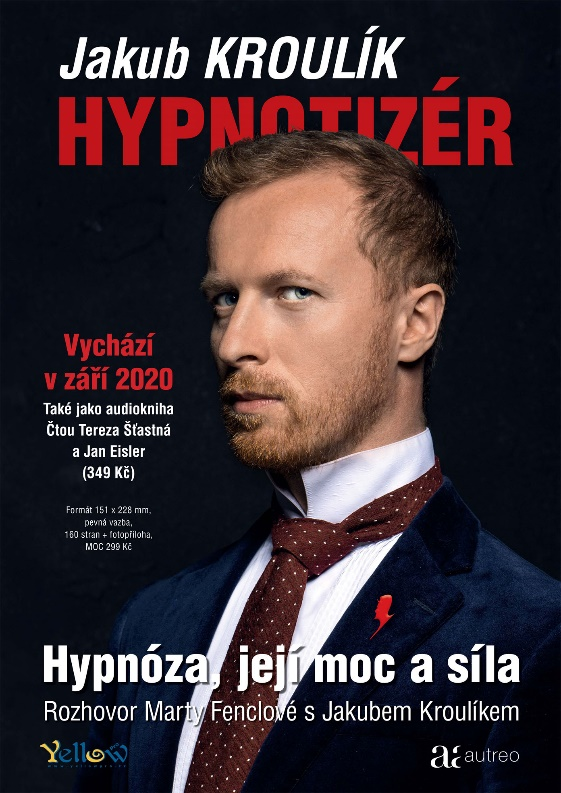 Jakub KROULÍK
HYPNOTIZÉR
Vychází
v září 2020
Také jako audiokniha
Čtou Tereza Šťastná
a Jan Eisler
(349 Kč)
Formát 151 x 228 mm,
pevná vazba,
160 stran + fotopříloha,
MOC 299 Kč
Hypnóza, její moc a síla
Rozhovor Marty Fenclové s Jakubem Kroulíkem
Yellow
autreo